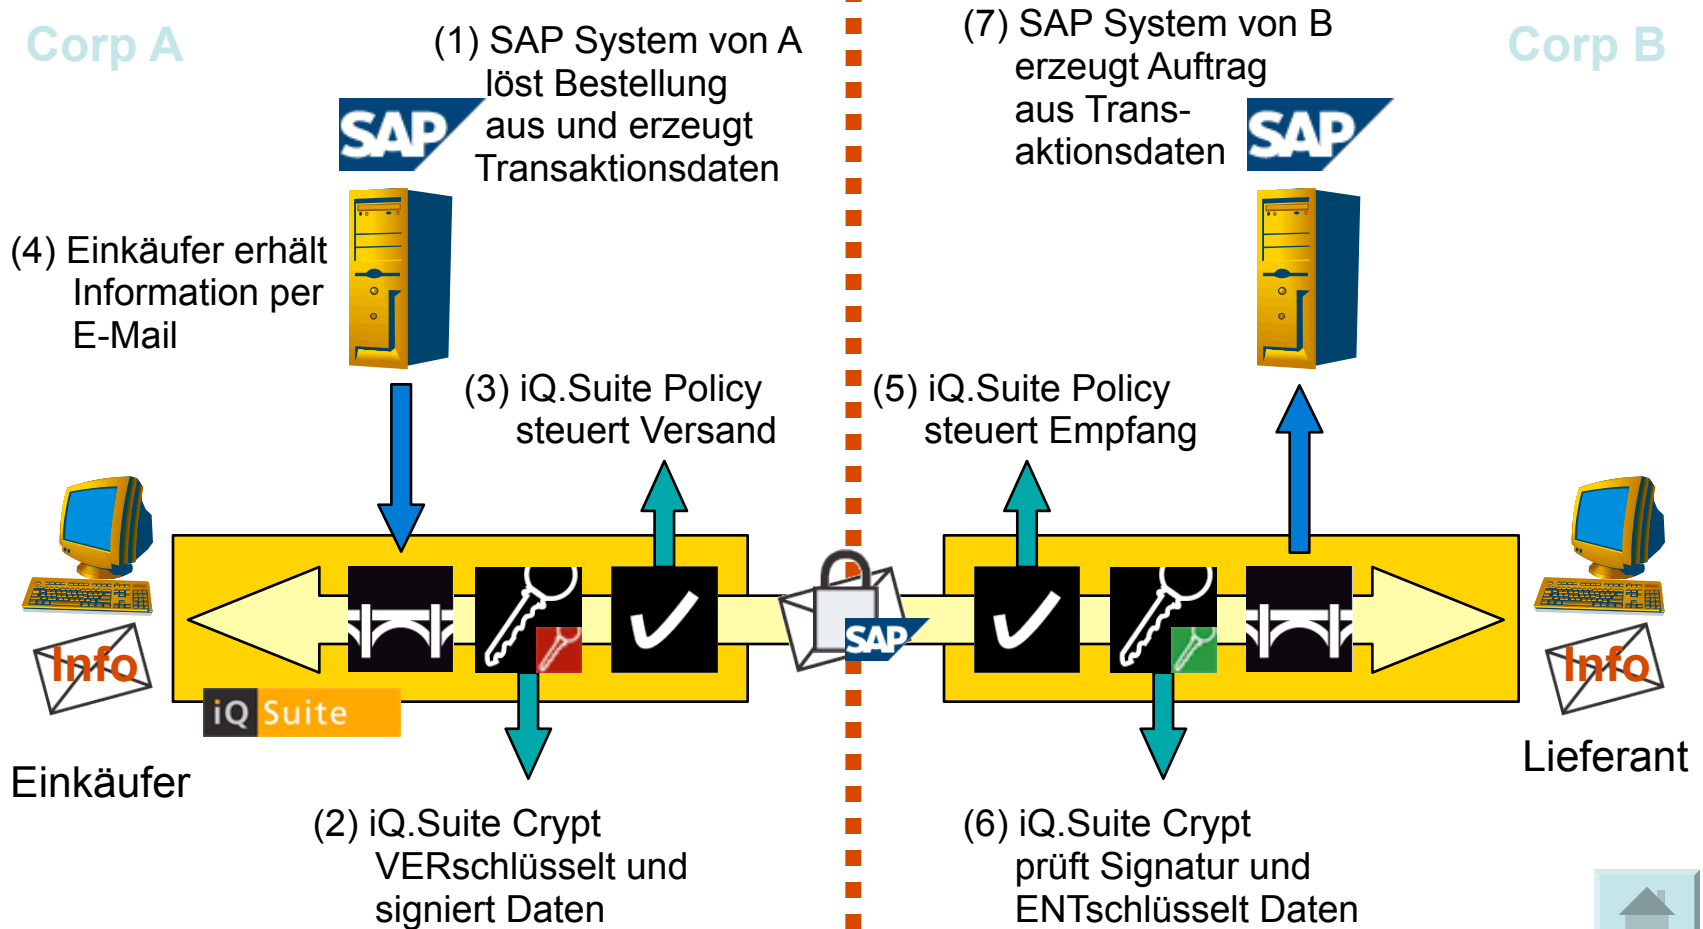 Corp A
(1) SAP System von A
löst Bestellung
aus und erzeugt
Transaktionsdaten
SAP
(4) Einkäufer erhält
Information per
E-Mail
(3) iQ.Suite Policy
steuert Versand
Info
iQ Suite
Einkäufer
(2) iQ.Suite Crypt
VERschlüsselt und
signiert Daten
SAP
(7) SAP System von B
erzeugt Auftrag
aus Trans-
aktionsdaten
SAP
Corp B
(5) iQ.Suite Policy
steuert Empfang
Info
Lieferant
(6) iQ.Suite Crypt
prüft Signatur und
ENTschlüsselt Daten